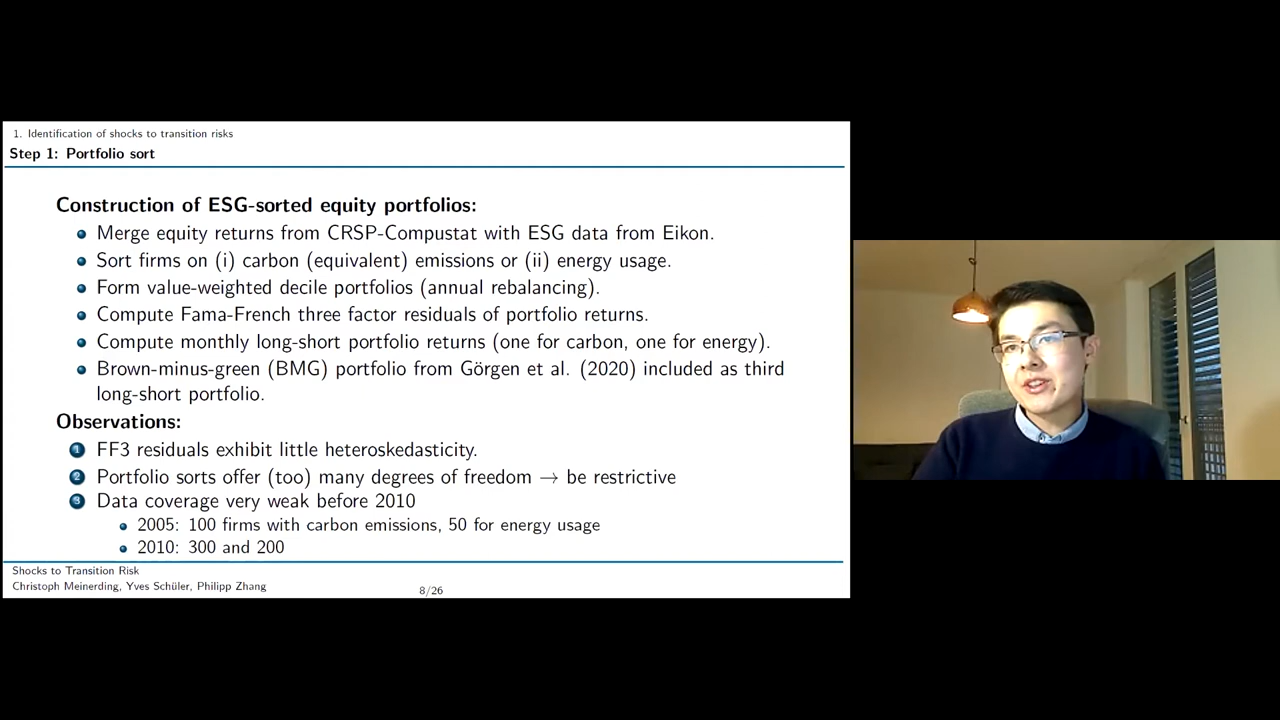 1. Identification of shocks to transition risks
Step 1: Portfolio sort
Construction of ESG-sorted equity portfolios:
Merge equity returns from CRSP-Compustat with ESG data from Eikon.
Sort firms on (i) carbon (equivalent) emissions or (ii) energy usage.
Form value-weighted decile portfolios (annual rebalancing).
Compute Fama-French three factor residuals of portfolio returns.
Compute monthly long-short portfolio returns (one for carbon, one for energy).
Brown-minus-green (BMG) portfolio from Görgen et al. (2020) included as third
long-short portfolio.
Observations:
1 FF3 residuals exhibit little heteroskedasticity.
2 Portfolio sorts offer (too) many degrees of freedom → be restrictive
3 Data coverage very weak before 2010
2005: 100 firms with carbon emissions, 50 for energy usage
2010: 300 and 200
Shocks to Transition Risk
Christoph Meinerding, Yves Schüler, Philipp Zhang
8/26